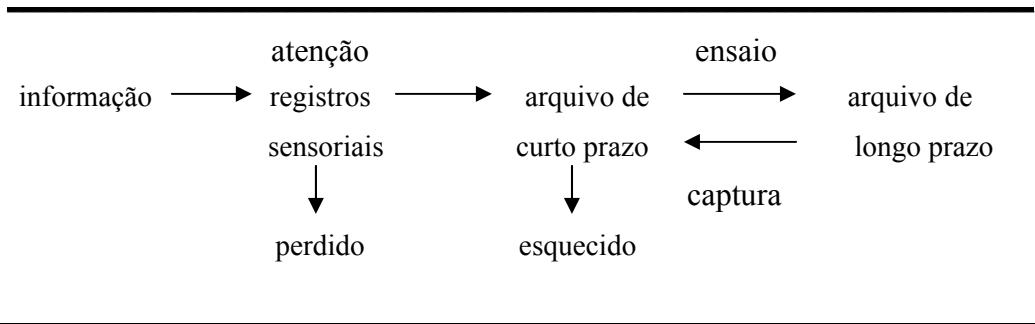 atenção ensaio
informação registros arquivo de arquivo de
sensoriais curto prazo longo prazo
captura
perdido esquecido